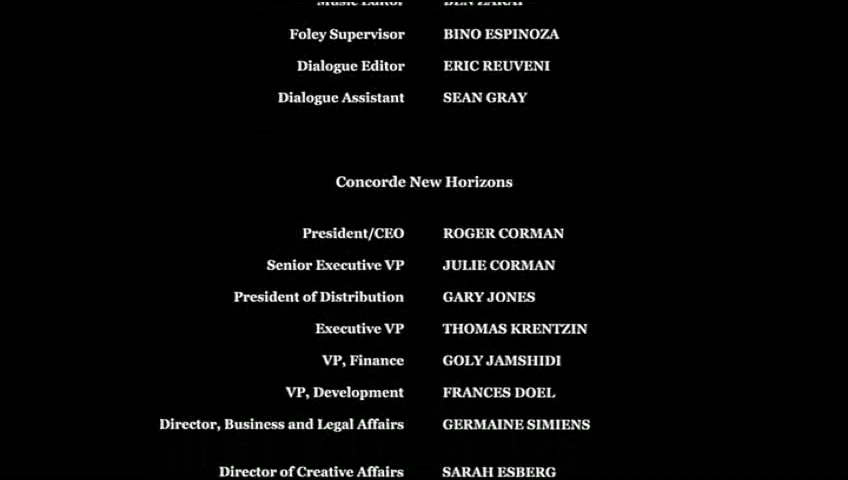 Foley Supervisor BINO ESPINOZA
Dialogue Editor ERIC REUVENI
Dialogue Assistant SEAN GRAY
Concorde New Horizons
President/CEO ROGER CORMAN
Senior Executive VP JULIE CORMAN
President of Distribution GARY JONES
Executive VP THOMAS KRENTZIN
VP, Finance GOLY JAMSHIDI
VP, Development FRANCES DOEL
Director, Business and Legal Affairs GERMAINE SIMIENS
Director of Creative Affairs SARAH ESBERG